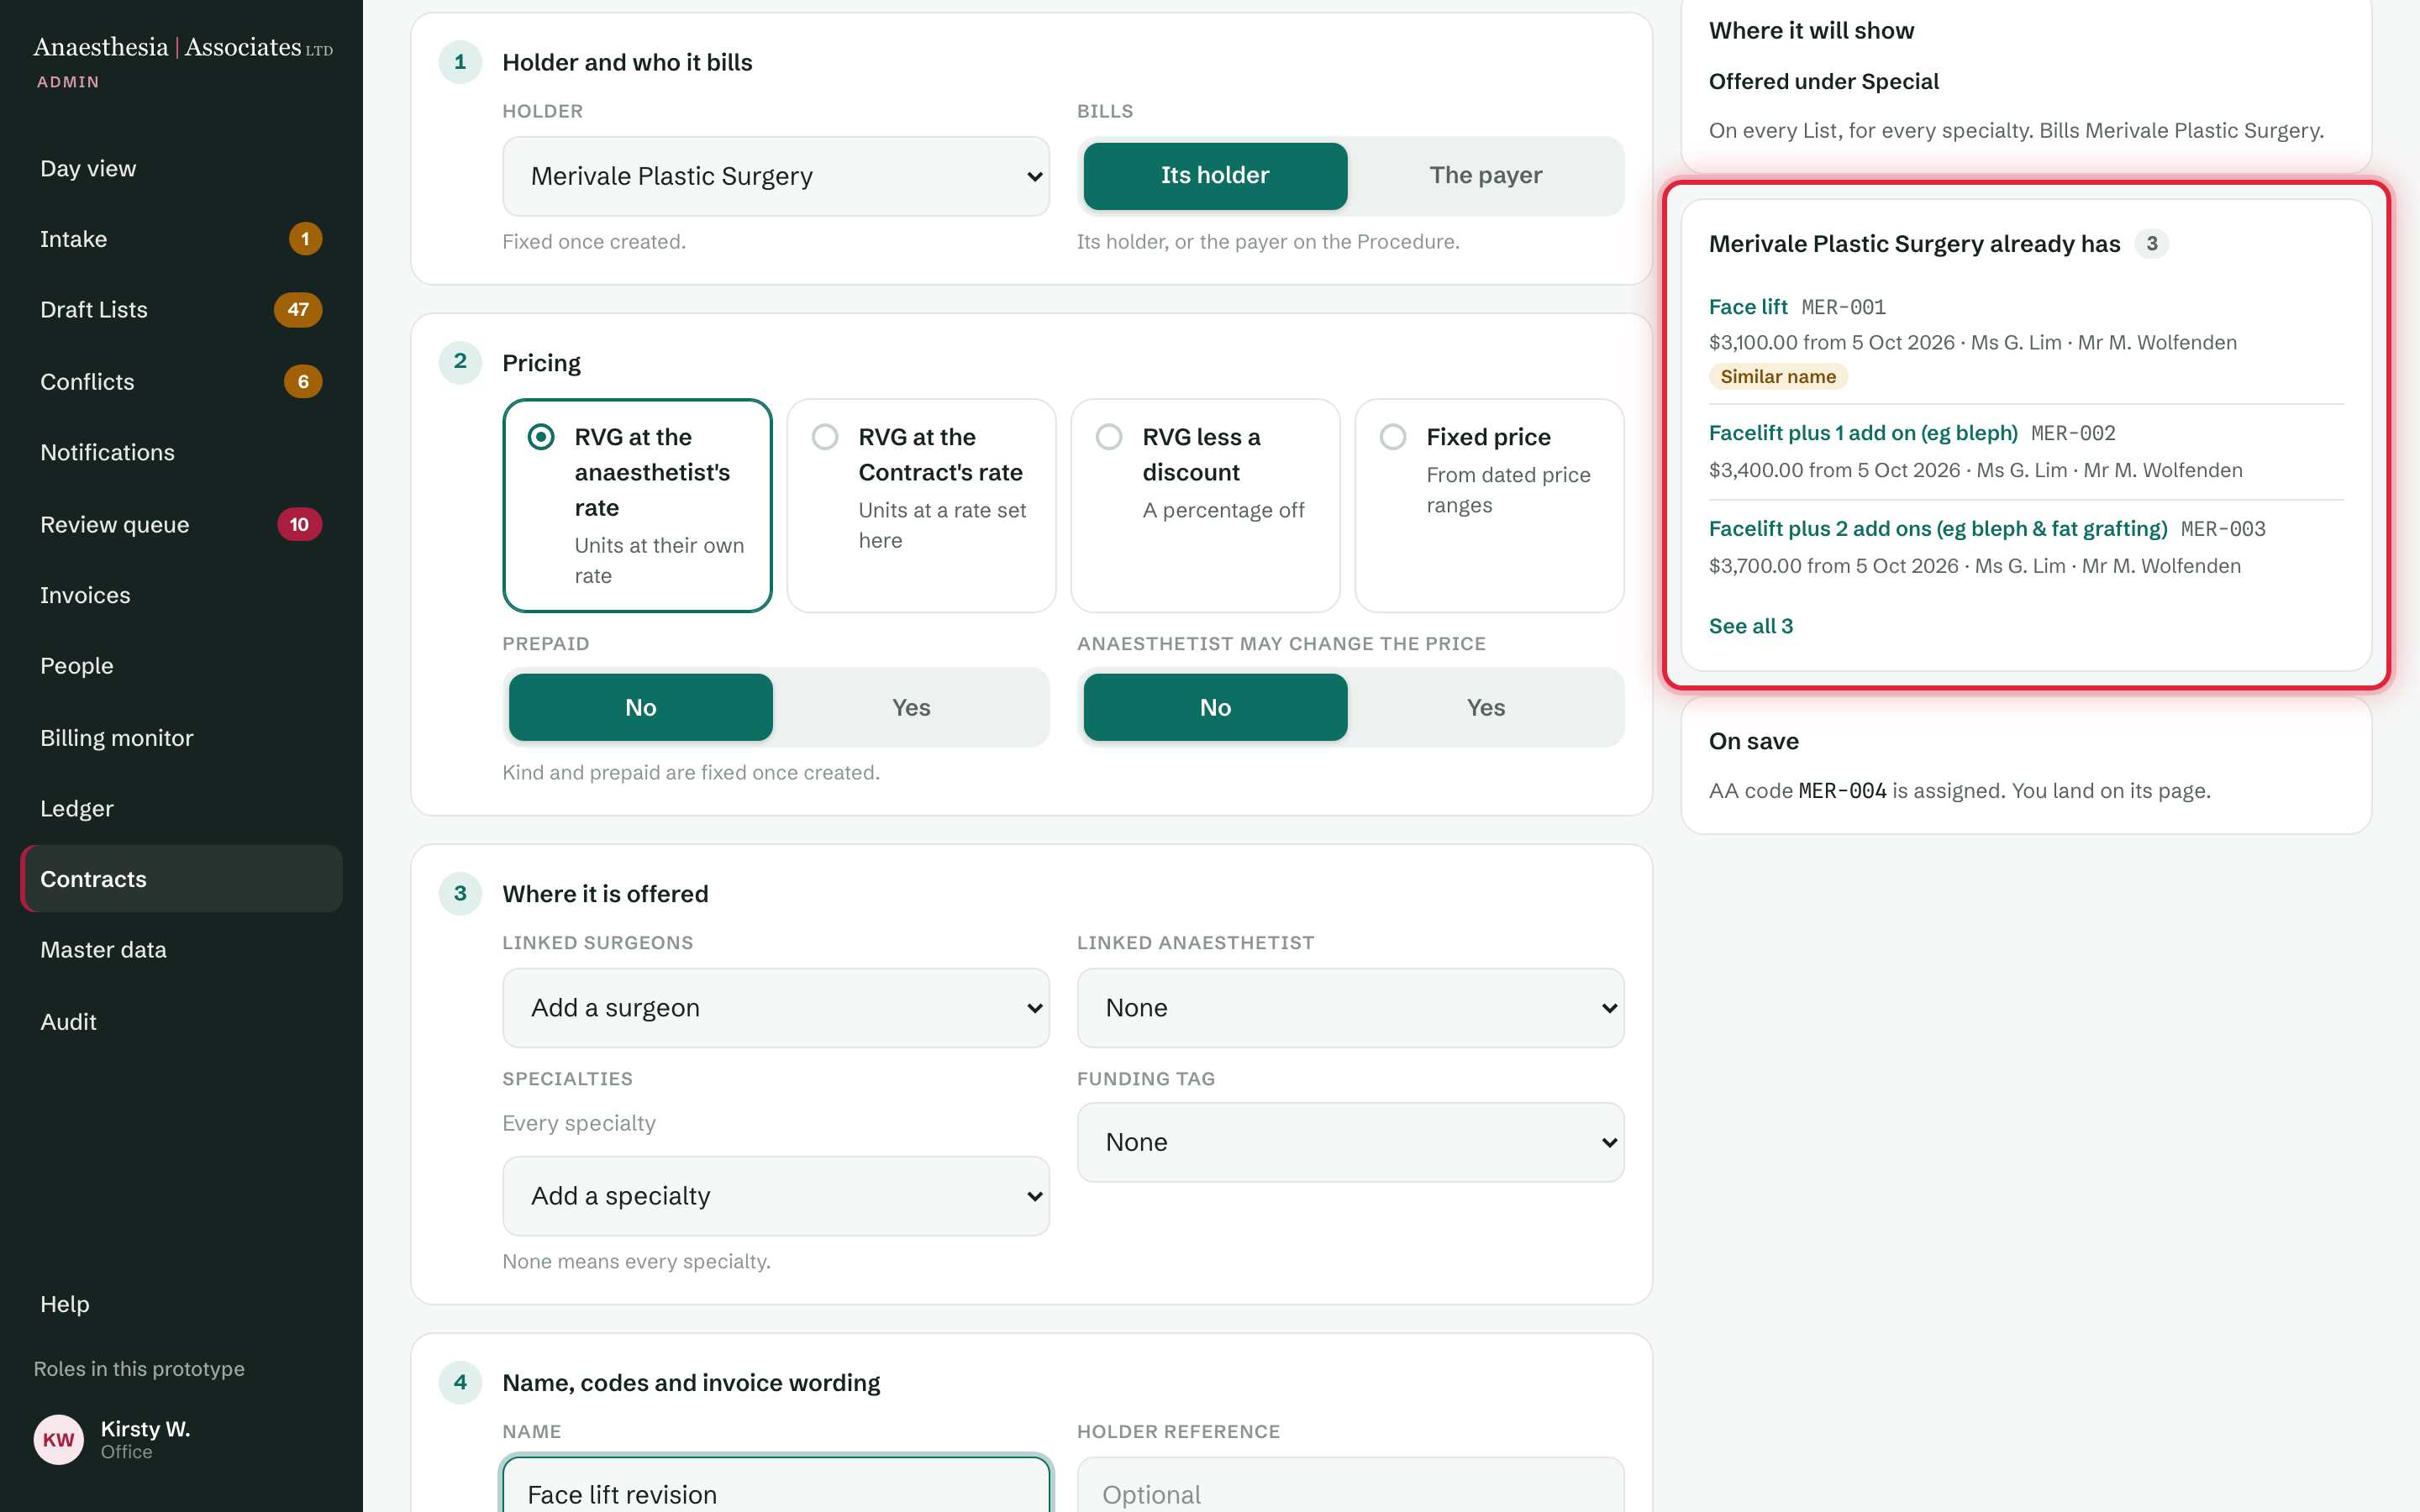 Anaesthesia | Associates LTD
ADMIN
Day view
Intake 1
Draft Lists 47
Conflicts 6
Notifications
Review queue 10
Invoices
People
Billing monitor
Ledger
Contracts
Master data
Audit
Help
Roles in this prototype
KW
Kirsty W.
Office
1 Holder and who it bills
HOLDER
Merivale Plastic Surgery
Fixed once created.
BILLS
Its holder
The payer
Its holder, or the payer on the Procedure.
2 Pricing
RVG at the
anaesthetist's
rate
Units at their own
rate
RVG at the
Contract's rate
Units at a rate set
here
RVG less a
discount
A percentage off
Fixed price
From dated price
ranges
PREPAID
No
Yes
ANAESTHETIST MAY CHANGE THE PRICE
No
Yes
Kind and prepaid are fixed once created.
3 Where it is offered
LINKED SURGEONS
Add a surgeon
LINKED ANAESTHETIST
None
SPECIALTIES
Every specialty
Add a specialty
None means every specialty.
FUNDING TAG
None
4 Name, codes and invoice wording
NAME
Face lift revision
HOLDER REFERENCE
Optional
Where it will show
Offered under Special
On every List, for every specialty. Bills Merivale Plastic Surgery.
Merivale Plastic Surgery already has 3
Face lift MER-001
$3,100.00 from 5 Oct 2026 · Ms G. Lim · Mr M. Wolfenden
Similar name
Facelift plus 1 add on (eg bleph) MER-002
$3,400.00 from 5 Oct 2026 · Ms G. Lim · Mr M. Wolfenden
Facelift plus 2 add ons (eg bleph & fat grafting) MER-003
$3,700.00 from 5 Oct 2026 · Ms G. Lim · Mr M. Wolfenden
See all 3
On save
AA code MER-004 is assigned. You land on its page.